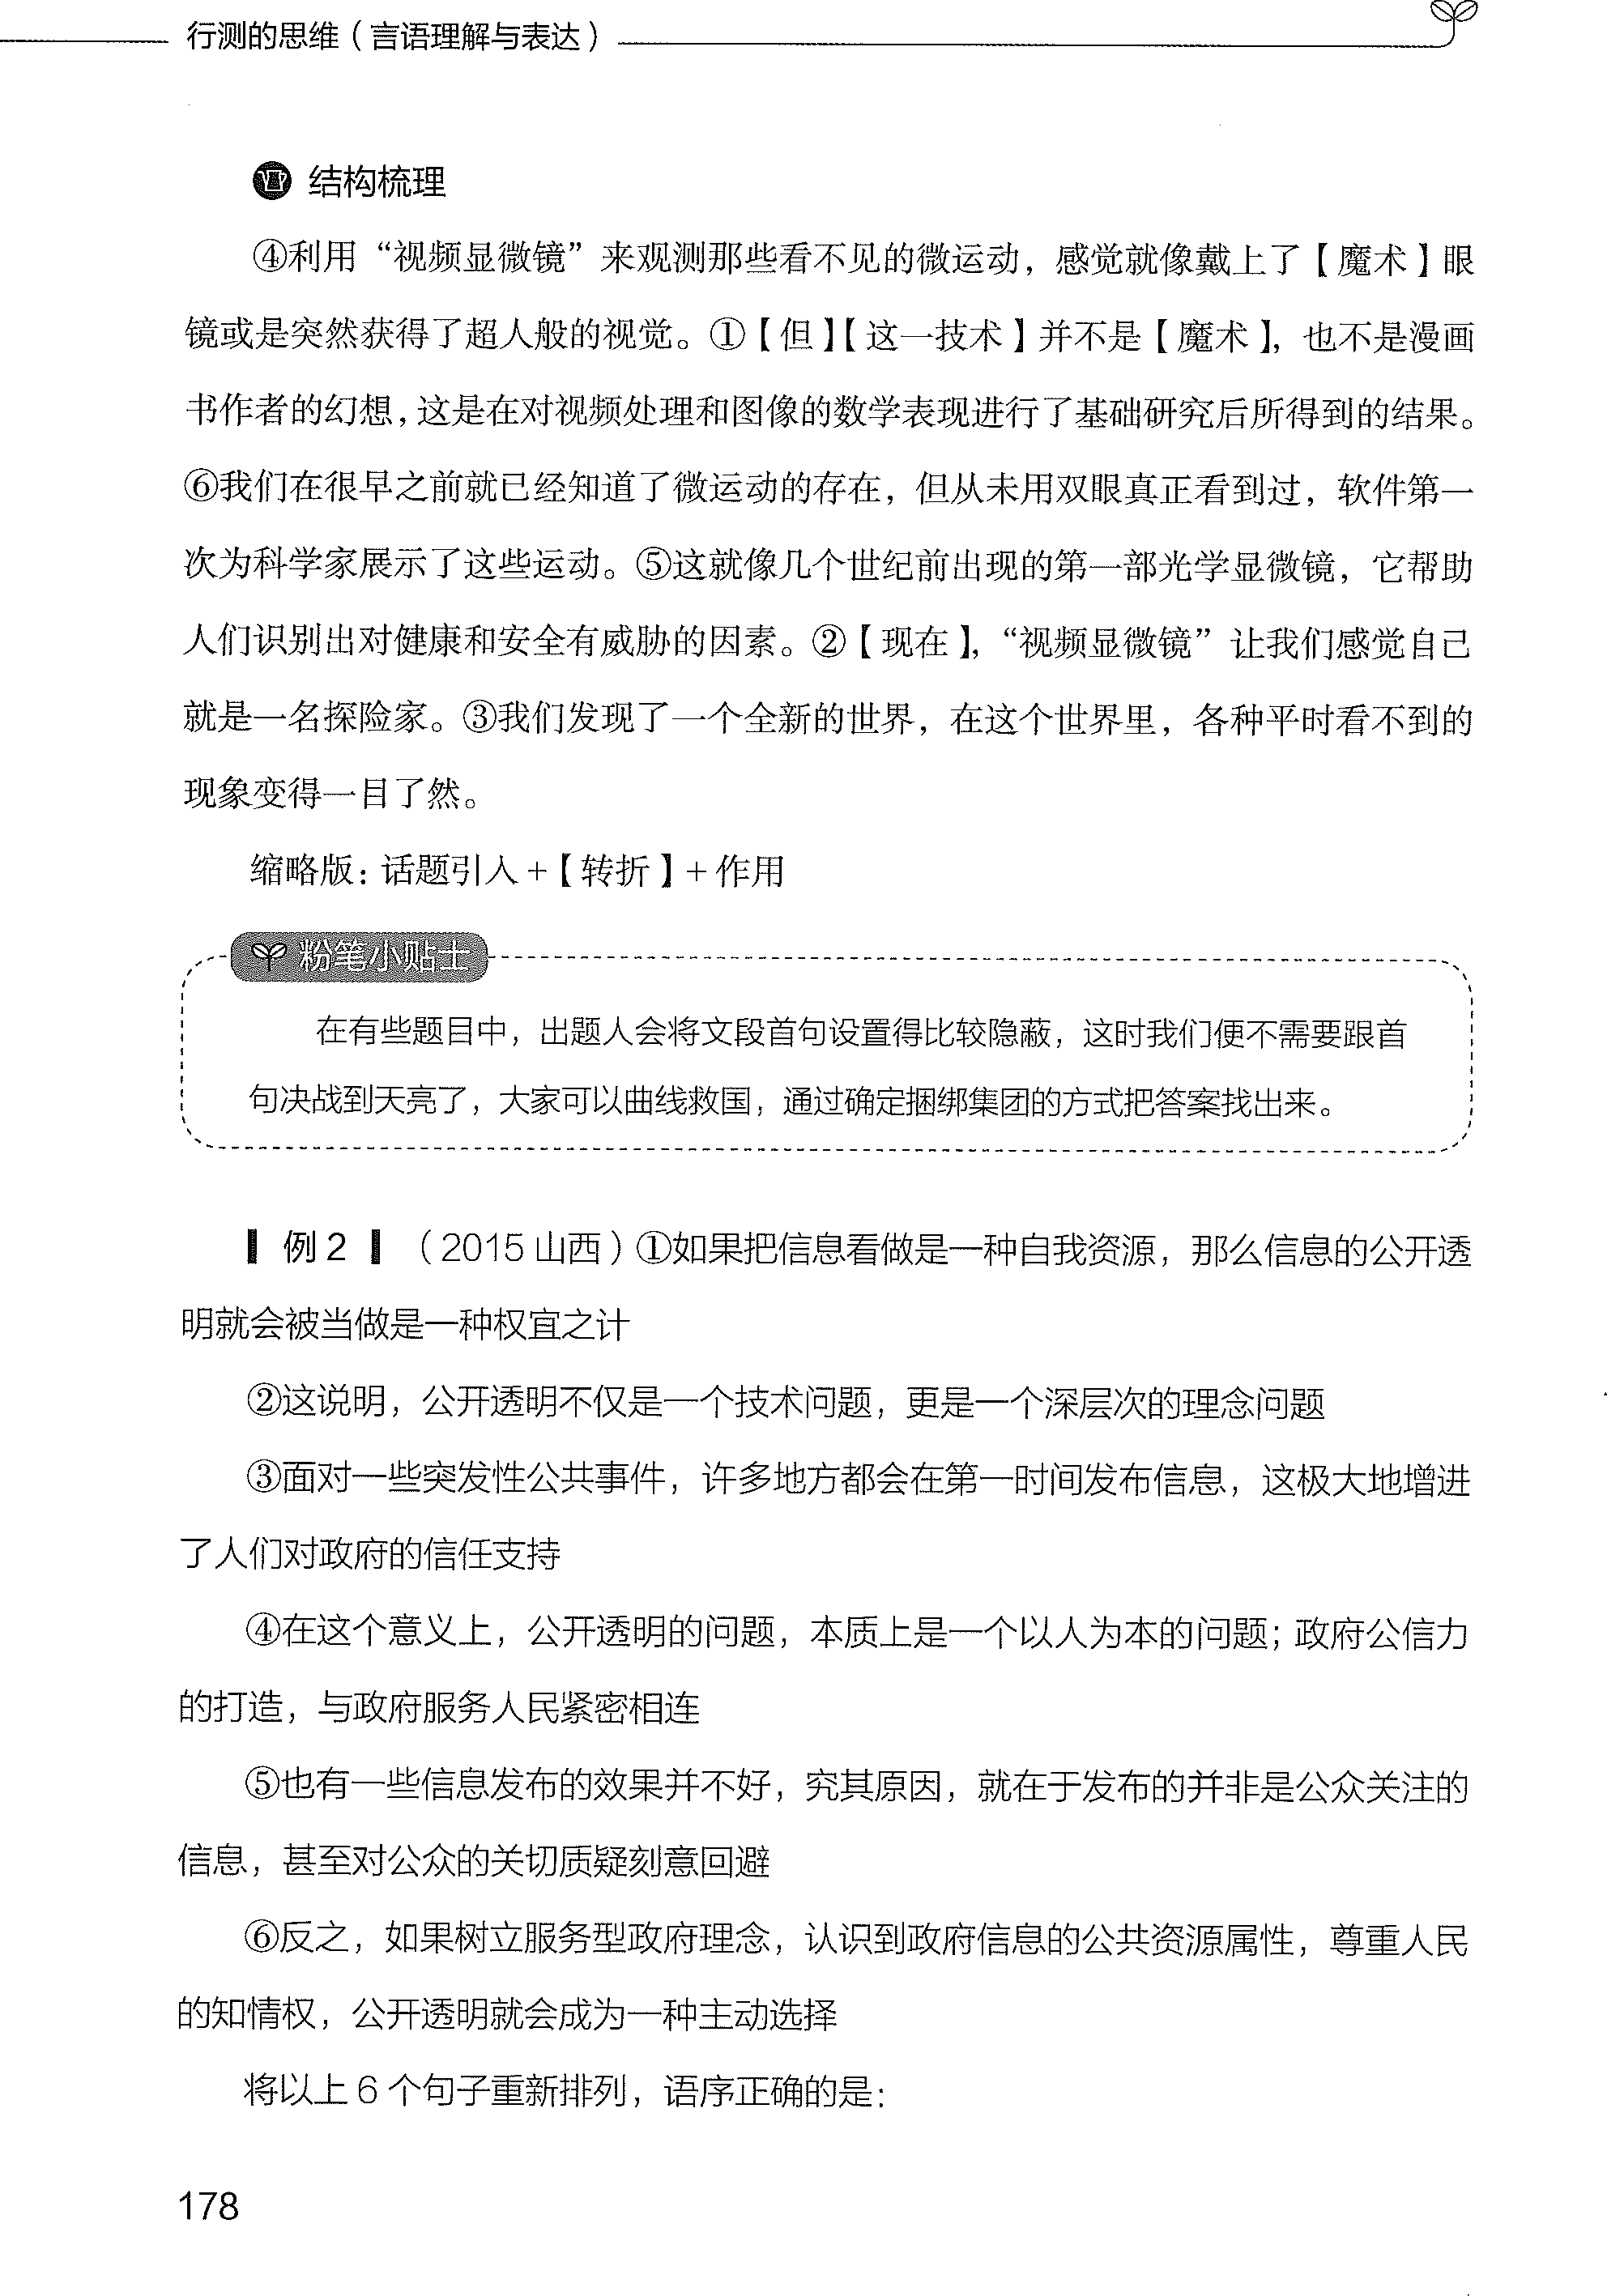 行测的思维（言语理解与表达）
结构梳理
④利用“视频显微镜”来观测那些看不见的微运动，感觉就像戴上了【魔术】眼
镜或是突然获得了超人般的视觉。①【但】【这一技术】并不是【魔术】，也不是漫画
书作者的幻想，这是在对视频处理和图像的数学表现进行了基础研究后所得到的结果。
⑥我们在很早之前就已经知道了微运动的存在，但从未用双眼真正看到过，软件第一
次为科学家展示了这些运动。⑤这就像几个世纪前出现的第一部光学显微镜，它帮助
人们识别出对健康和安全有威胁的因素。②【现在】，“视频显微镜”让我们感觉自己
就是一名探险家。③我们发现了一个全新的世界，在这个世界里，各种平时看不到的
现象变得一目了然。
缩略版：话题引入+【转折】+作用
粉笔小贴士
在有些题目中，出题人会将文段首句设置得比较隐蔽，这时我们便不需要跟首
句决战到天亮了，大家可以曲线救国，通过确定捆绑集团的方式把答案找出来。
例2 （2015山西）①如果把信息看做是一种自我资源，那么信息的公开透
明就会被当做是一种权宜之计
②这说明，公开透明不仅是一个技术问题，更是一个深层次的理念问题
③面对一些突发性公共事件，许多地方都会在第一时间发布信息，这极大地增进
了人们对政府的信任支持
④在这个意义上，公开透明的问题，本质上是一个以人为本的问题；政府公信力
的打造，与政府服务人民紧密相连
⑤也有一些信息发布的效果并不好，究其原因，就在于发布的并非是公众关注的
信息，甚至对公众的关切质疑刻意回避
⑥反之，如果树立服务型政府理念，认识到政府信息的公共资源属性，尊重人民
的知情权，公开透明就会成为一种主动选择
将以上6个句子重新排列，语序正确的是：
178